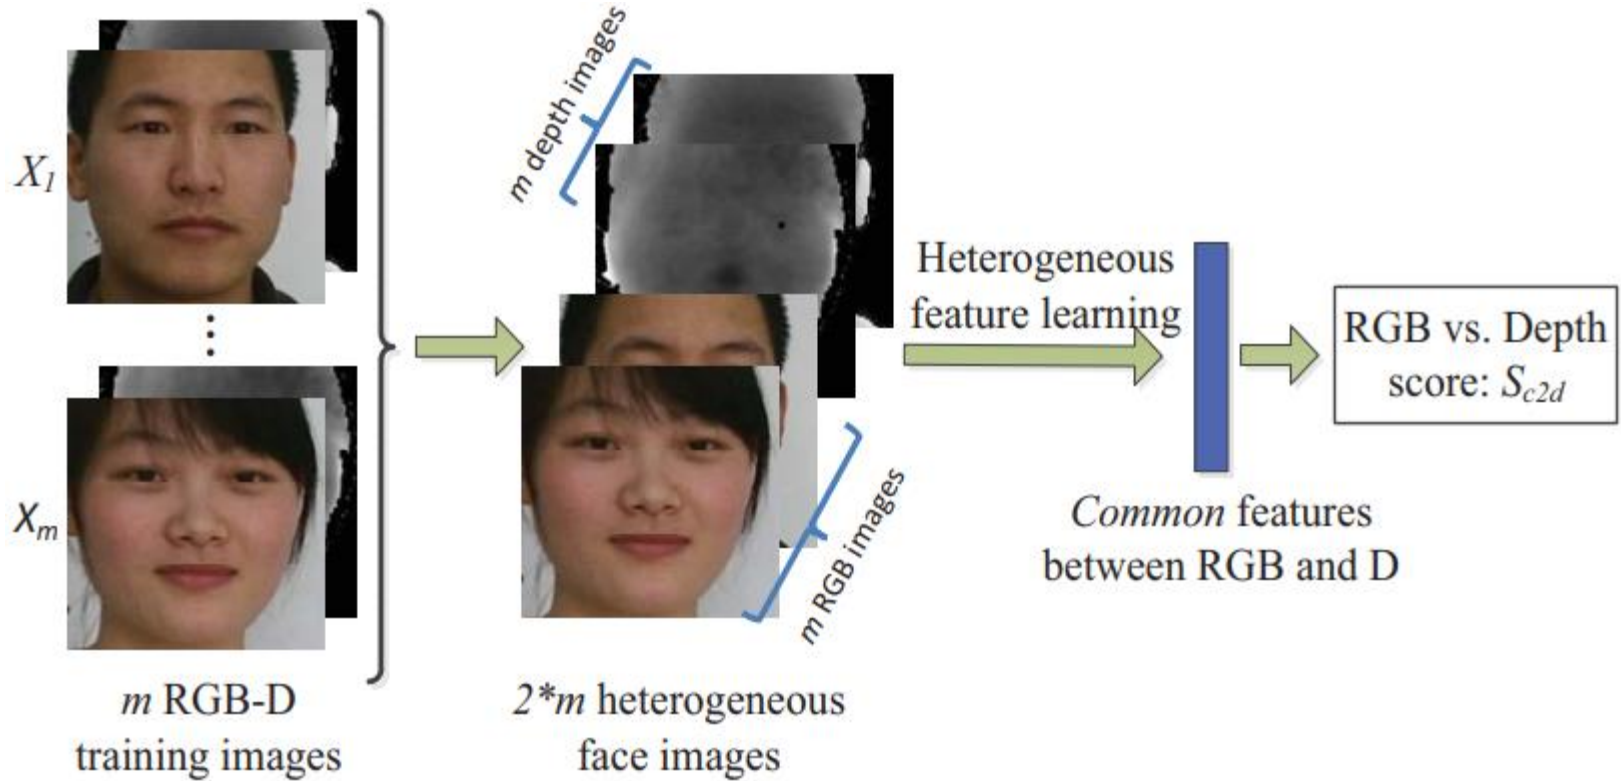 X1
⋮
Xm
m RGB-D
training images
m depth images
m RGB images
2*m heterogeneous
face images
Heterogeneous
feature learning
Common features
between RGB and D
RGB vs. Depth
score: Sc2d